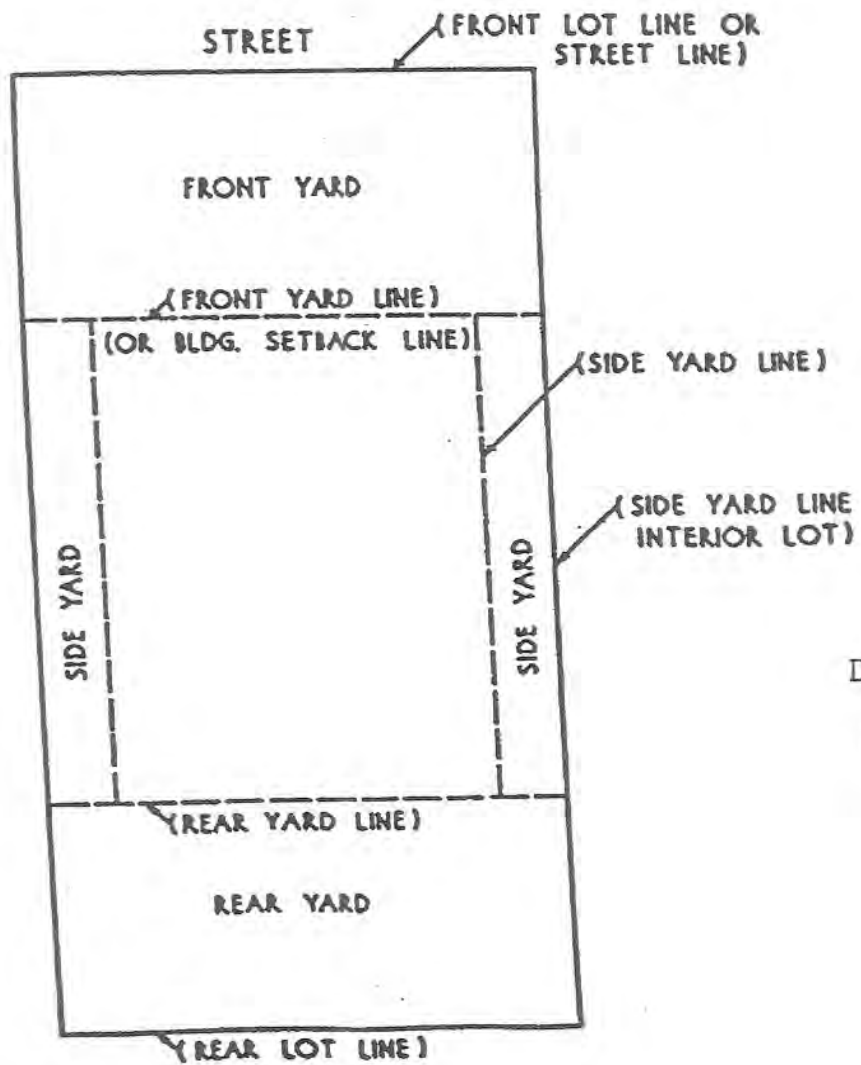 STREET
(FRONT LOT LINE OR
STREET LINE)
FRONT YARD
(FRONT YARD LINE)
(OR BLDG. SETBACK LINE)
(SIDE YARD LINE)
(SIDE YARD LINE
INTERIOR LOT)
SIDE YARD
SIDE YARD
D
(REAR YARD LINE)
REAR YARD
(REAR LOT LINE)